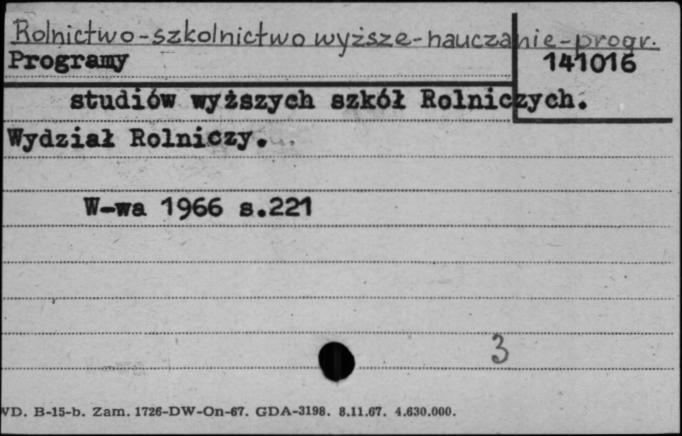 Rolnictwo-szkolnictwo wyższe-nauczanie-progr.
Programy 141016
studiów wyższych szkół Rolniczych.
Wydział Rolniczy.
W-wa 1966 s.221
3
VD. B-15-b. Zam. 1726-DW-On-67. GDA-3198. 8.11.67. 4.630.000.